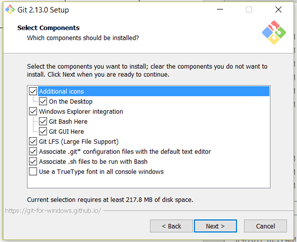 Git 2.13.0 Setup
Select Components
Which components should be installed?
Select the components you want to install; clear the components you do not want to
install. Click Next when you are ready to continue.
Additional icons
On the Desktop
Windows Explorer integration
Git Bash Here
Git GUI Here
Git LFS (Large File Support)
Associate .git* configuration files with the default text editor
Associate .sh files to be run with Bash
Use a TrueType font in all console windows
Current selection requires at least 217.8 MB of disk space.
https://git-for-windows.github.io/
< Back
Next >
Cancel